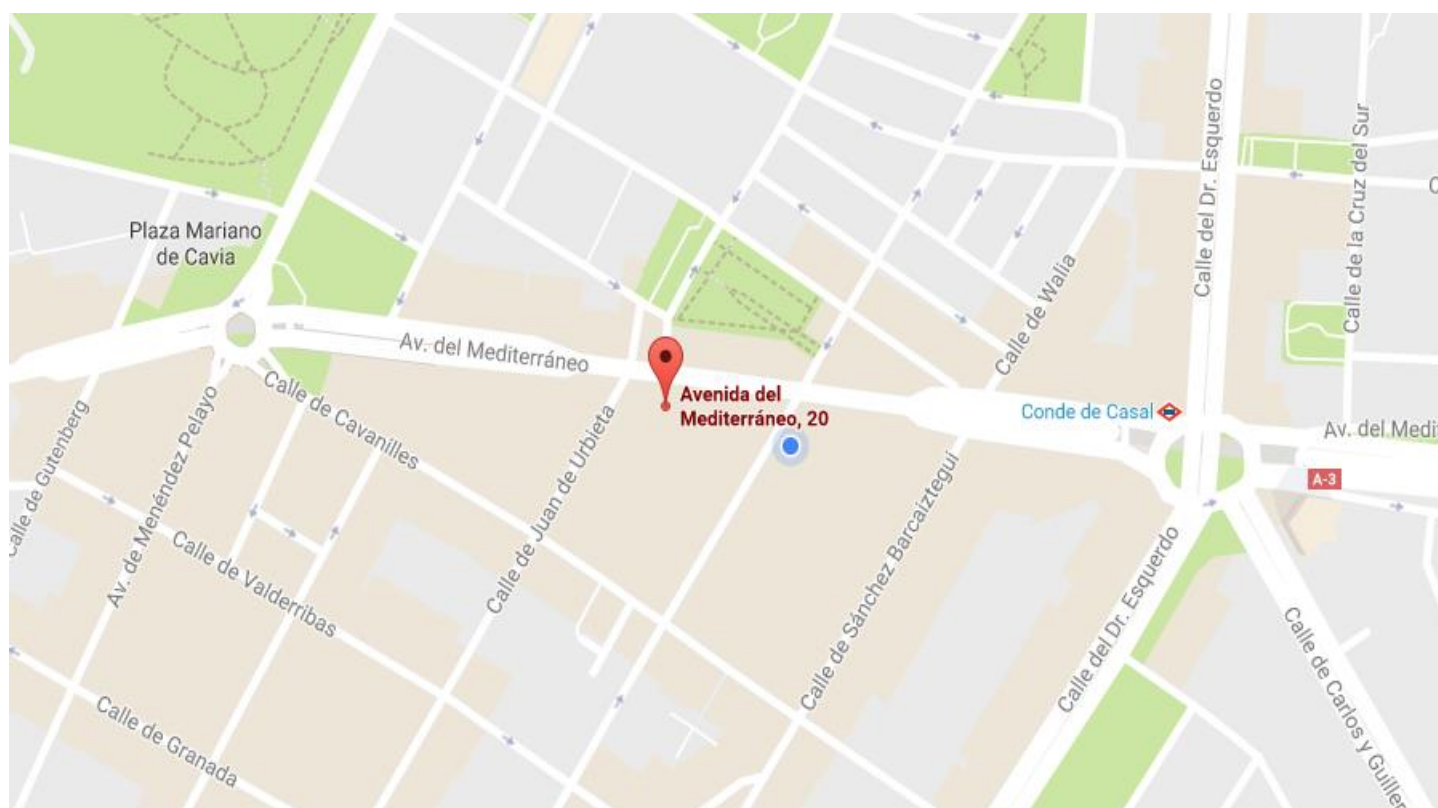 Plaza Mariano
de Cavia
Av. del Mediterráneo
Avenida del
Mediterráneo, 20
Conde de Casal
Av. del Medi
A-3
Calle del Dr. Esquerdo
Calle de la Cruz del Sur
C
Calle de Walia
Calle de Cavanilles
Calle de Gutenberg
Av. de Menéndez Pelayo
Calle de Juan de Urbieta
Calle de Sánchez Barcaiztegui
Calle de Valderribas
Calle de Granada
Calle del Dr. Esquerdo
Calle de Carlos y Guiller